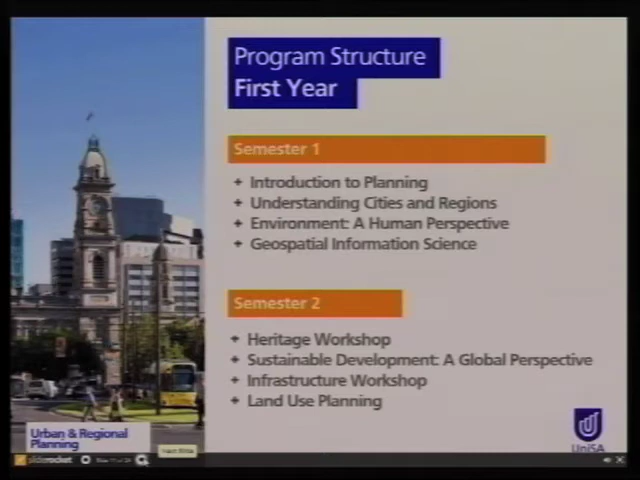 Program Structure
First Year
Semester 1
+ Introduction to Planning
+ Understanding Cities and Regions
+ Environment: A Human Perspective
+ Geospatial Information Science
Semester 2
+ Heritage Workshop
+ Sustainable Development: A Global Perspective
+ Infrastructure Workshop
+ Land Use Planning
Urban & Regional
Planning
UniSA